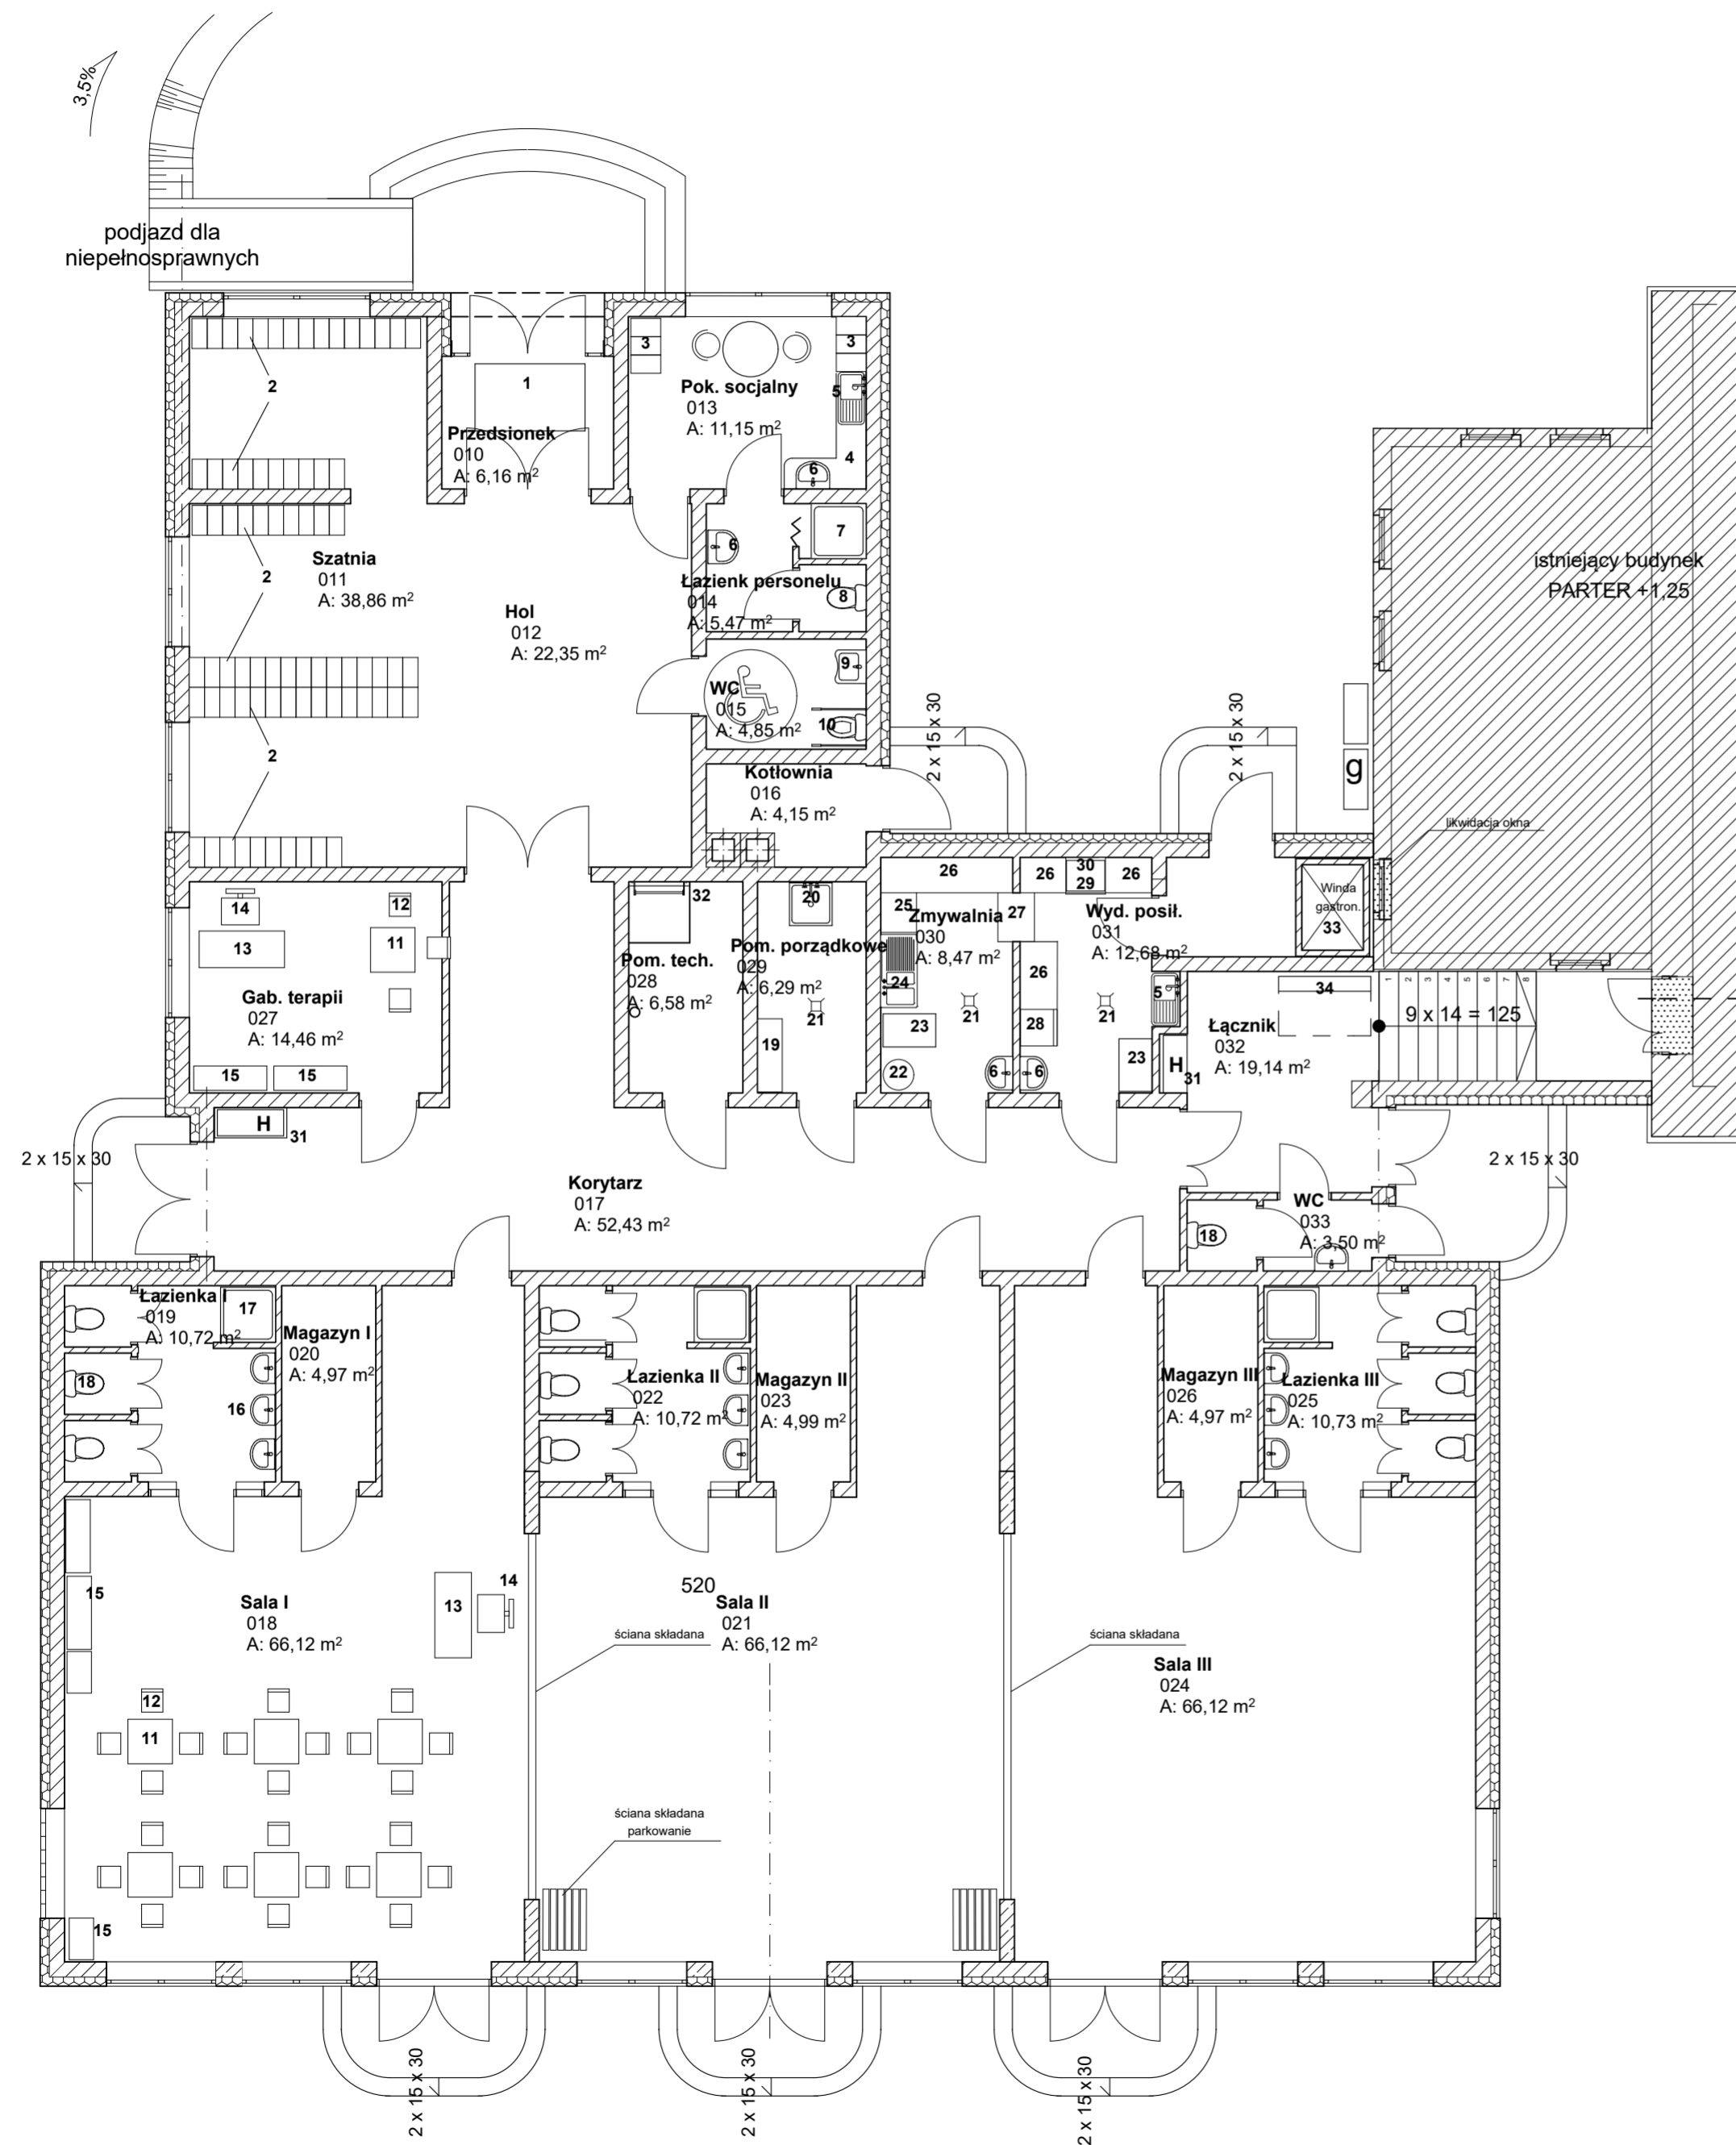 3,5%
podjazd dla
niepełnosprawnych
2
1
3
3
Pok. socjalny
013
A: 11,15 m²
5
4
6
Przedsionek
010
A: 6,16 m²
Szatnia
011
A: 38,86 m²
2
Hol
012
A: 22,35 m²
6
7
Łazienk personelu
014
A: 5,47 m²
8
9
WC
015
A: 4,85 m²
10
2
Kotłownia
016
A: 4,15 m²
2 x 15 x 30
2 x 15 x 30
g
istniejący budynek
PARTER +1,25
likwidacja okna
14
12
13
11
Gab. terapii
027
A: 14,46 m²
15
15
H
31
32
Pom. tech.
028
A: 6,58 m²
20
Pom. porządkowe
029
A: 6,29 m²
21
19
26
25
Zmywalnia
030
A: 8,47 m²
24
21
23
22
6
26
30
29
26
27
Wyd. posił.
031
A: 12,68 m²
26
28
21
6
5
23
Winda
gastron.
33
H
31
34
Łącznik
032
A: 19,14 m²
1
2
3
4
5
6
7
8
9 x 14 = 125
2 x 15 x 30
Korytarz
017
A: 52,43 m²
WC
033
A: 3,50 m²
18
2 x 15 x 30
Łazienka I
019
A: 10,72 m²
17
18
16
Magazyn I
020
A: 4,97 m²
Łazienka II
022
A: 10,72 m²
Magazyn II
023
A: 4,99 m²
Magazyn III
026
A: 4,97 m²
Łazienka III
025
A: 10,73 m²
15
Sala I
018
A: 66,12 m²
13
14
520
Sala II
021
A: 66,12 m²
ściana składana
ściana składana
Sala III
024
A: 66,12 m²
12
11
15
ściana składana
parkowanie
2 x 15 x 30
2 x 15 x 30
2 x 15 x 30